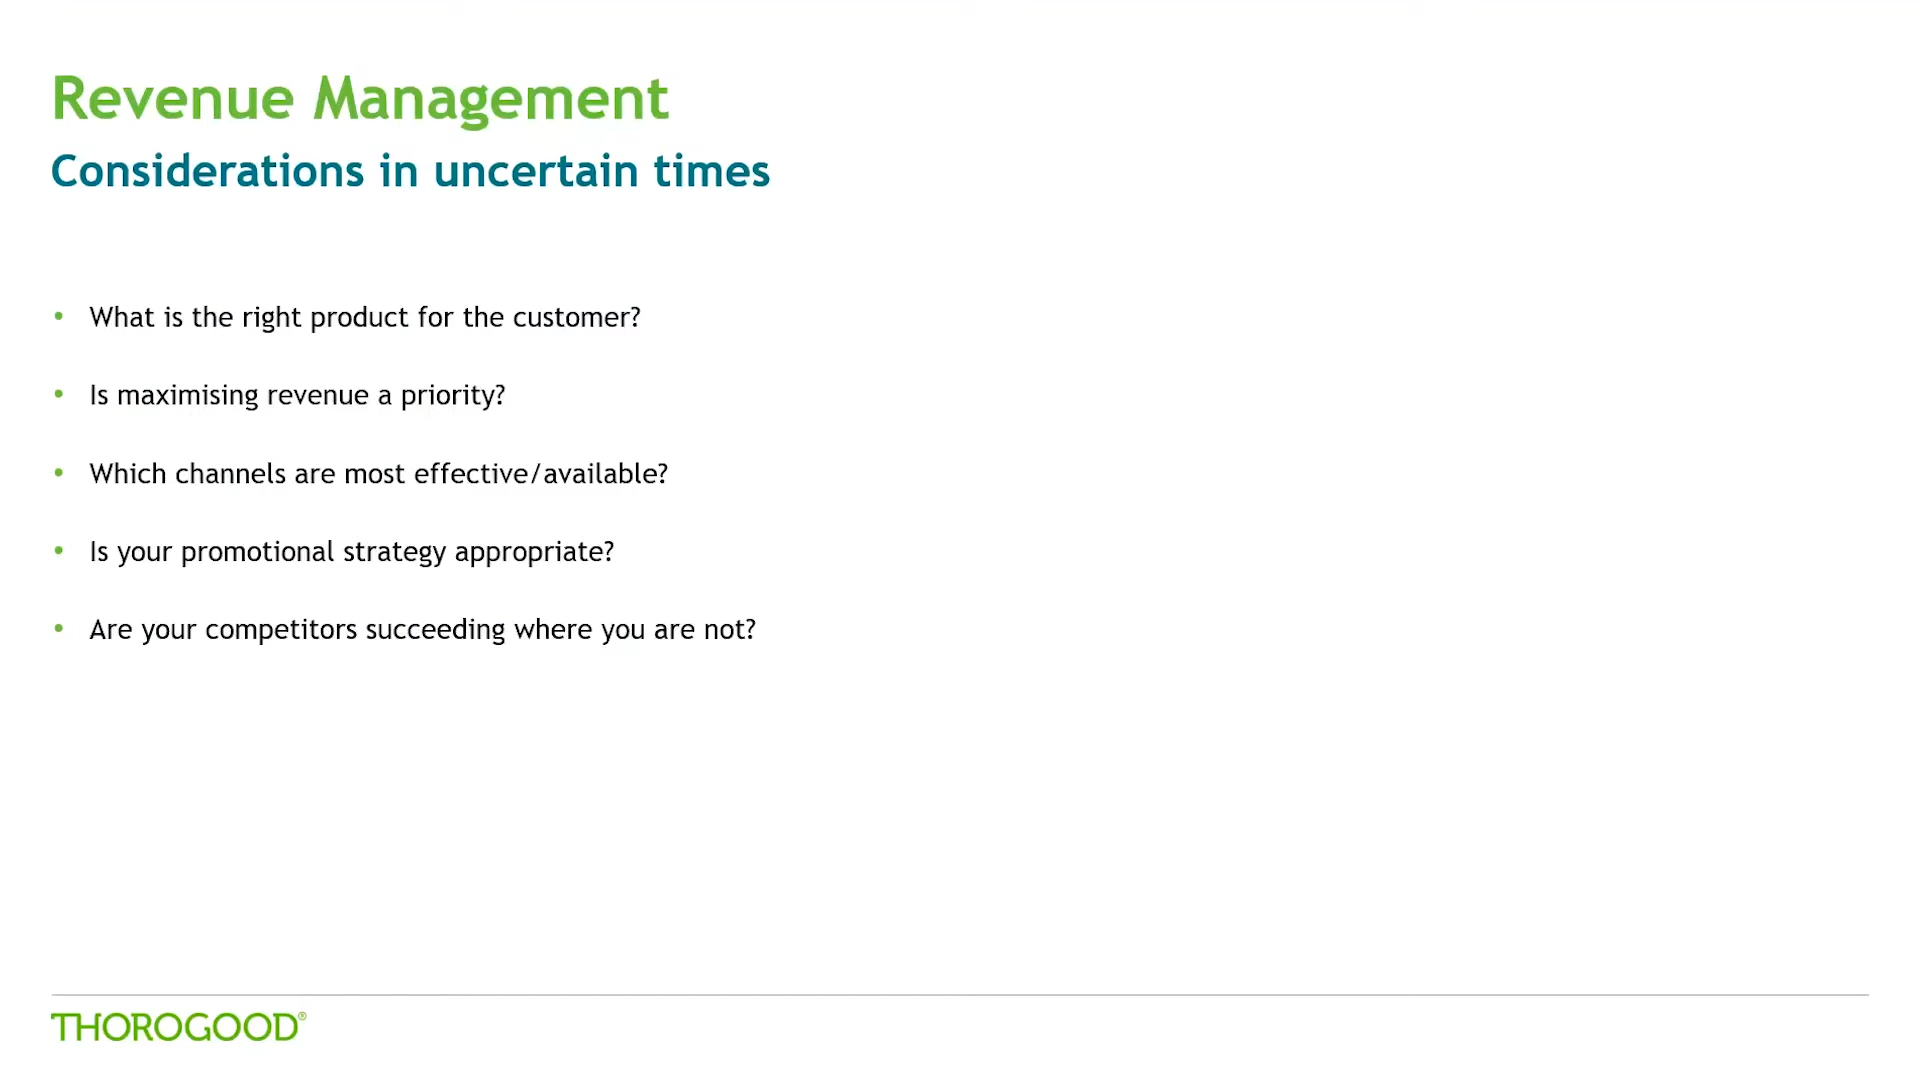 Revenue Management
Considerations in uncertain times
• What is the right product for the customer?
• Is maximising revenue a priority?
• Which channels are most effective/available?
• Is your promotional strategy appropriate?
• Are your competitors succeeding where you are not?
THOROGOOD®